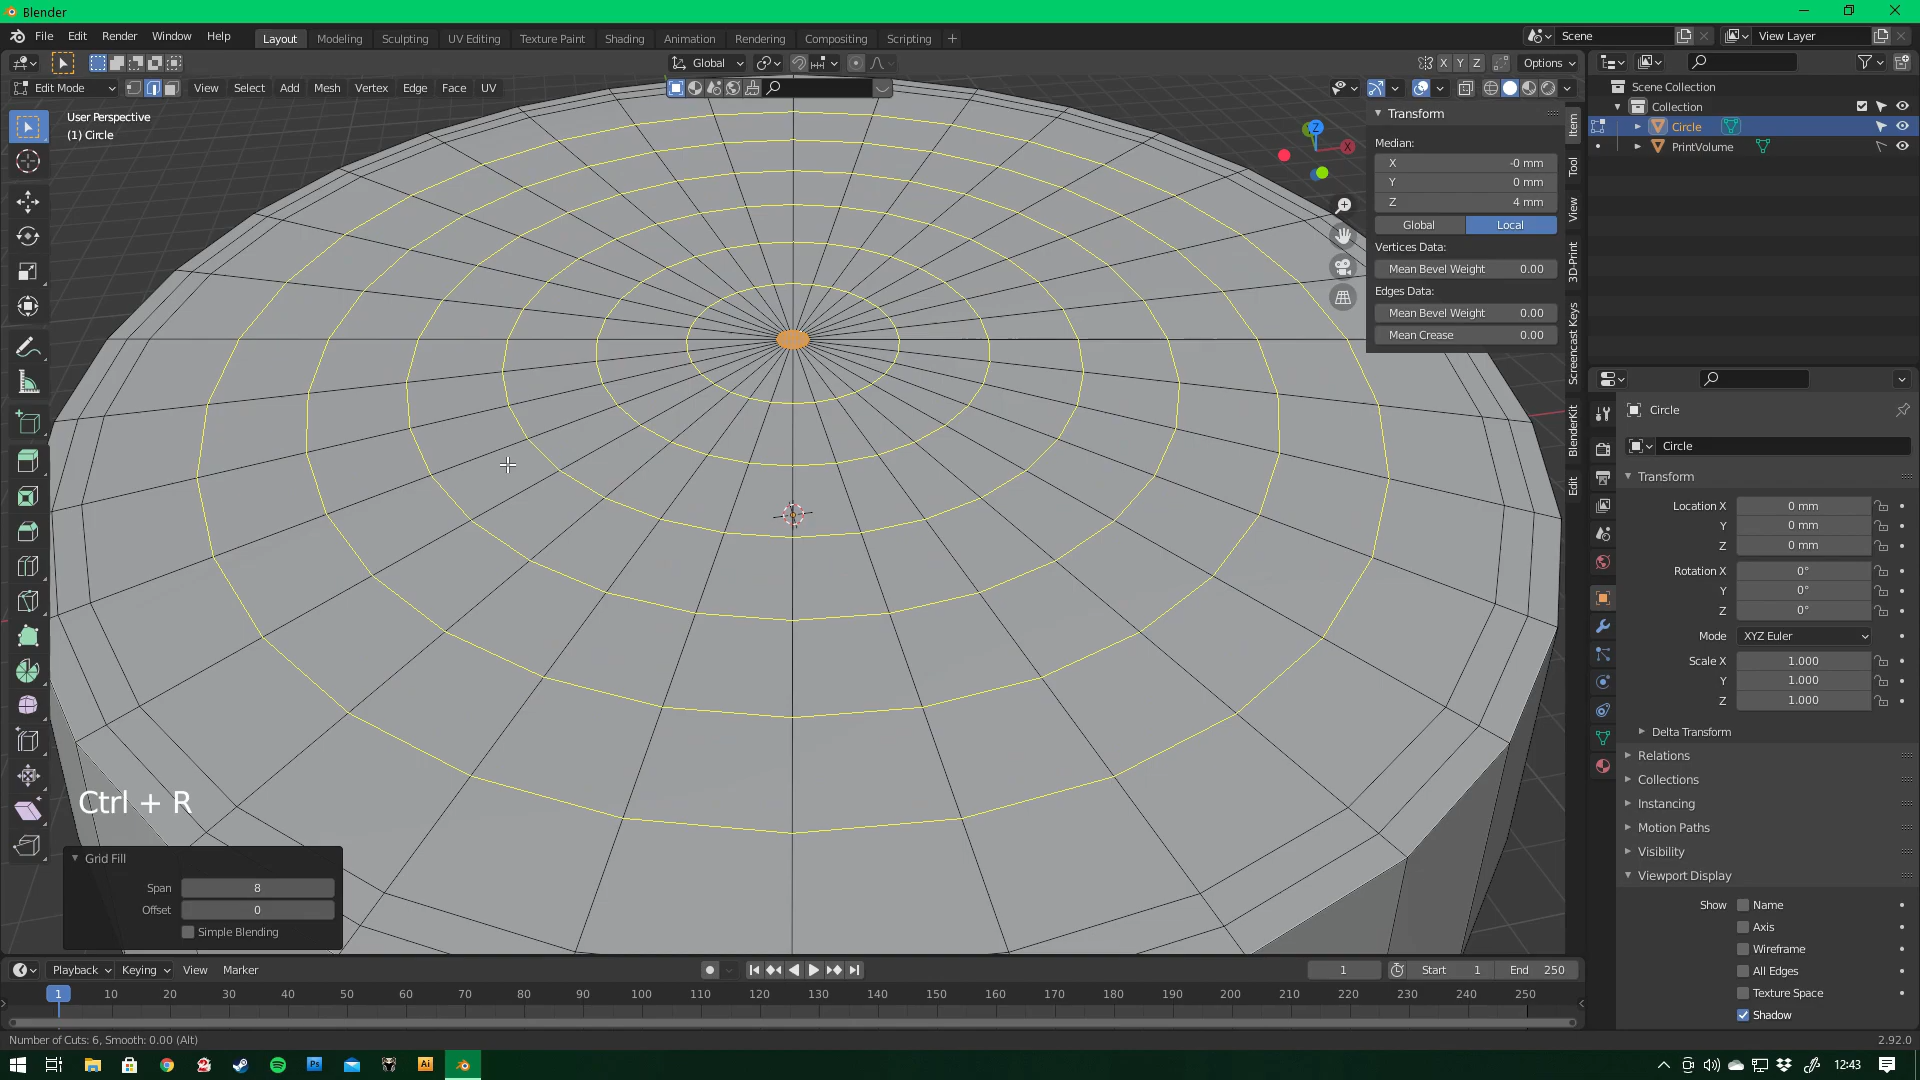 Blender
File Edit Render Window Help
Layout Modeling Sculpting UV Editing Texture Paint Shading Animation Rendering Compositing Scripting +
Scene
View Layer
Global
X Y Z
Options
Edit Mode
View Select Add Mesh Vertex Edge Face UV
User Perspective
(1) Circle
Z
X
Transform
Median:
X -0 mm
Y 0 mm
Z 4 mm
Global Local
Vertices Data:
Mean Bevel Weight 0.00
Edges Data:
Mean Bevel Weight 0.00
Mean Crease 0.00
Item
Tool
View
3D-Print
Screencast Keys
BlenderKit
Edit
Scene Collection
Collection
Circle
PrintVolume
Circle
Circle
Transform
Location X 0 mm
Y 0 mm
Z 0 mm
Rotation X 0°
Y 0°
Z 0°
Mode XYZ Euler
Scale X 1.000
Y 1.000
Z 1.000
Delta Transform
Relations
Collections
Instancing
Motion Paths
Visibility
Viewport Display
Show Name
Axis
Wireframe
All Edges
Texture Space
Shadow
Ctrl + R
Grid Fill
Span 8
Offset 0
Simple Blending
Playback Keying View Marker
1
Start 1
End 250
1 10 20 30 40 50 60 70 80 90 100 110 120 130 140 150 160 170 180 190 200 210 220 230 240 250
Number of Cuts: 6, Smooth: 0.00 (Alt)
2.92.0
Ps
Ai
12:43